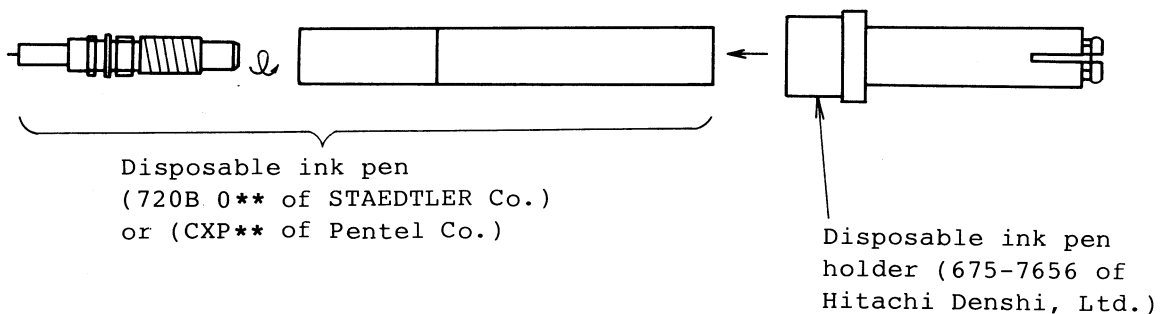 Disposable ink pen
(720B 0** of STAEDTLER Co.)
or (CXP** of Pentel Co.)
Disposable ink pen
holder (675-7656 of
Hitachi Denshi, Ltd.)